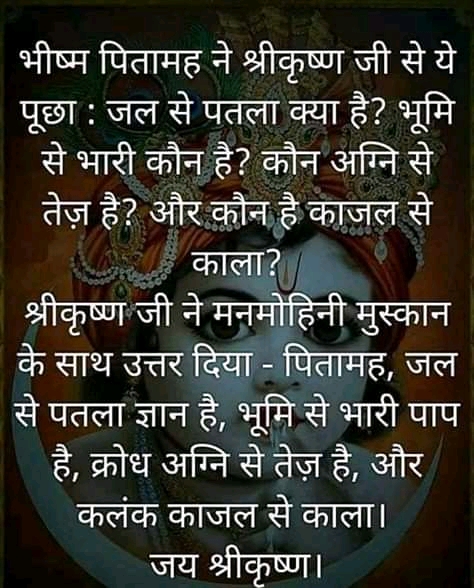 भीष्म पितामह ने श्रीकृष्ण जी से ये
पूछा : जल से पतला क्या है? भूमि
से भारी कौन है? कौन अग्नि से
तेज़ है? और कौन है काजल से
काला?
श्रीकृष्ण जी ने मनमोहिनी मुस्कान
के साथ उत्तर दिया - पितामह, जल
से पतला ज्ञान है, भूमि से भारी पाप
है, क्रोध अग्नि से तेज़ है, और
कलंक काजल से काला।
जय श्रीकृष्ण।